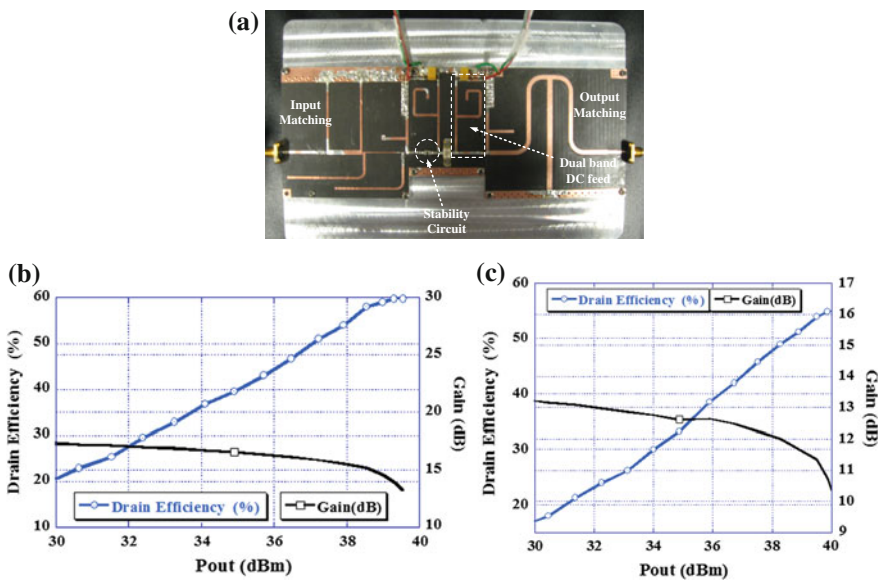 (a)
Input
Matching
Output
Matching
Dual band
DC feed
Stability
Circuit
(b)
60
50
40
30
20
10
Drain Efficiency (%)
30
25
20
15
10
Gain (dB)
Drain Efficiency (%)
Gain(dB)
30 32 34 36 38 40
Pout (dBm)
(c)
60
50
40
30
20
Drain Efficiency (%)
17
16
15
14
13
12
11
10
9
Gain (dB)
Drain Efficiency (%)
Gain(dB)
30 32 34 36 38 40
Pout (dBm)